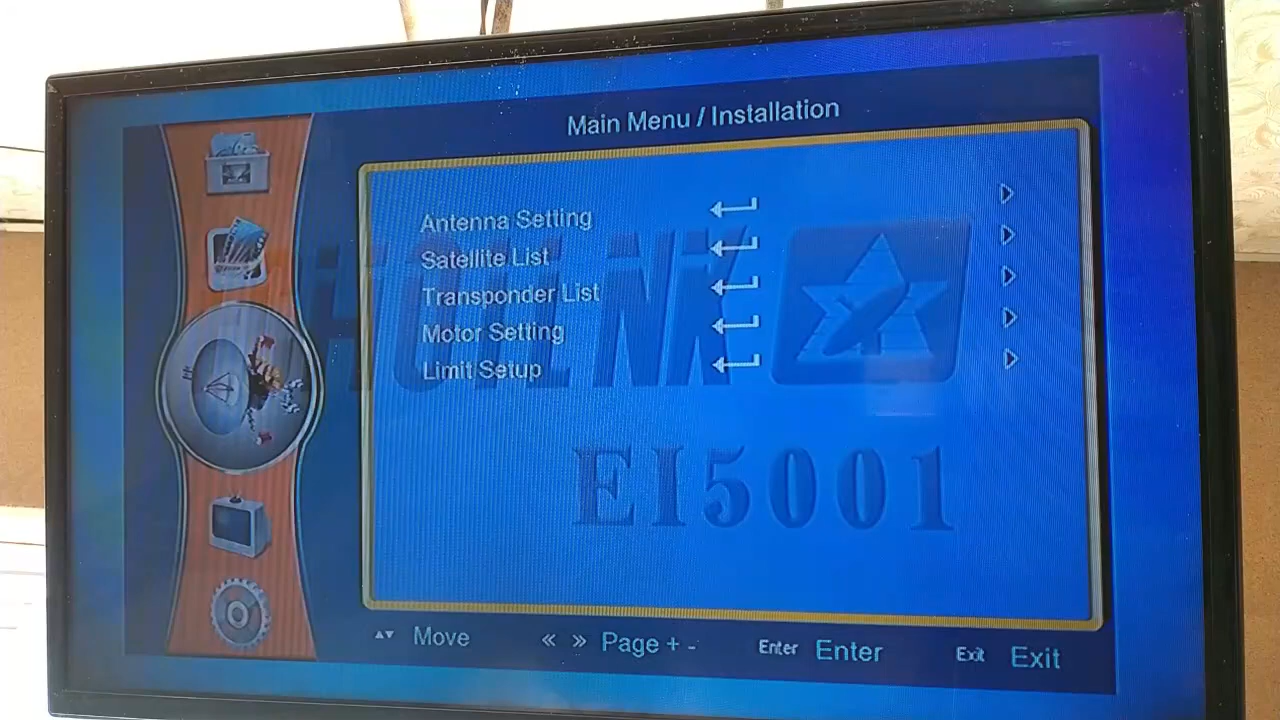 Main Menu / Installation
Antenna Setting
Satellite List
Transponder List
Motor Setting
Limit Setup
EI5001
Move
Page + -
Enter Enter
Exit Exit